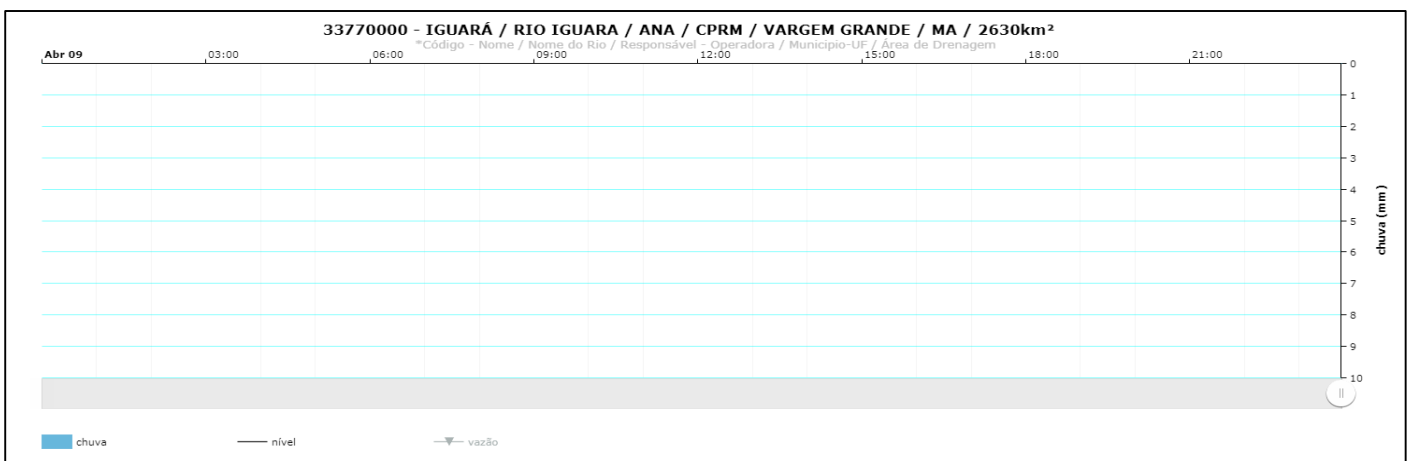 33770000 - IGUARÁ / RIO IGUARA / ANA / CPRM / VARGEM GRANDE / MA / 2630km²
*Código - Nome / Nome do Rio / Responsável - Operadora / Municipio-UF / Área de Drenagem
Abr 09 03:00 06:00 09:00 12:00 15:00 18:00 21:00
0
1
2
3
4
5
6
7
8
9
10
chuva (mm)
chuva nível vazão